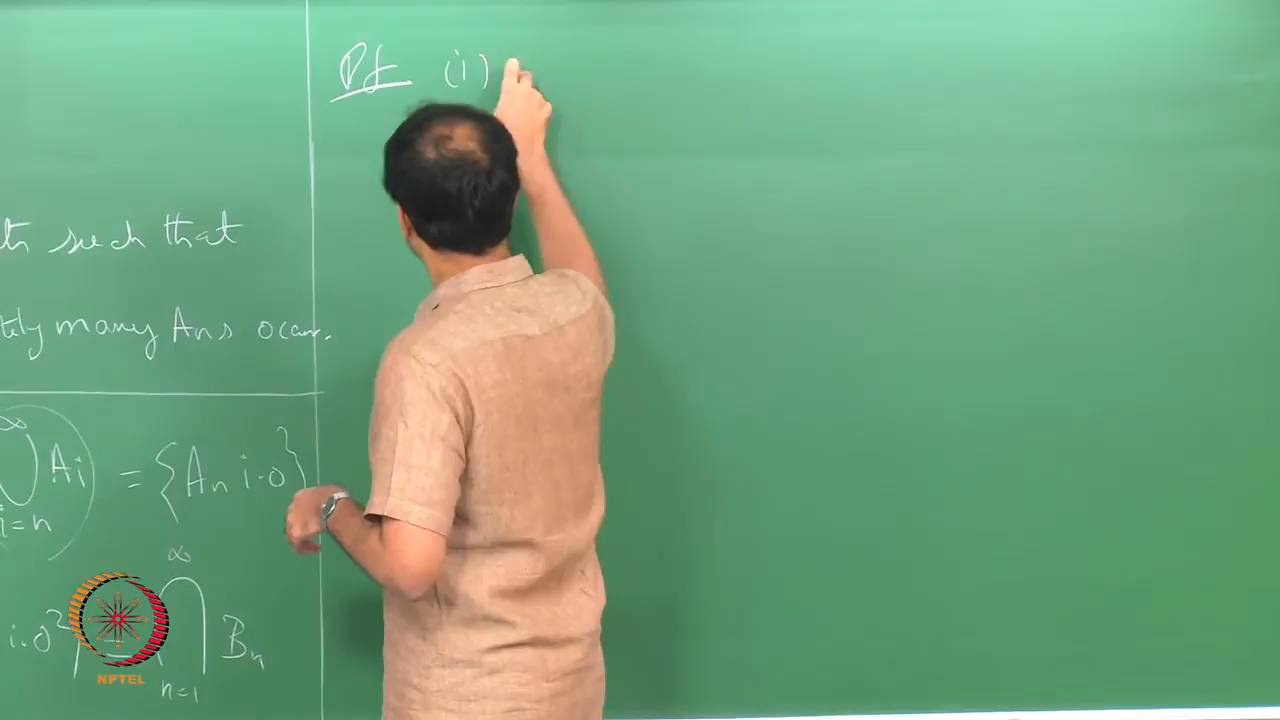 Pf (i)
such that
many Ans occur.
∞
⋃ Ai = {An i.o}
i=n
∞
i.o} = ⋂ Bn
n=1
NPTEL